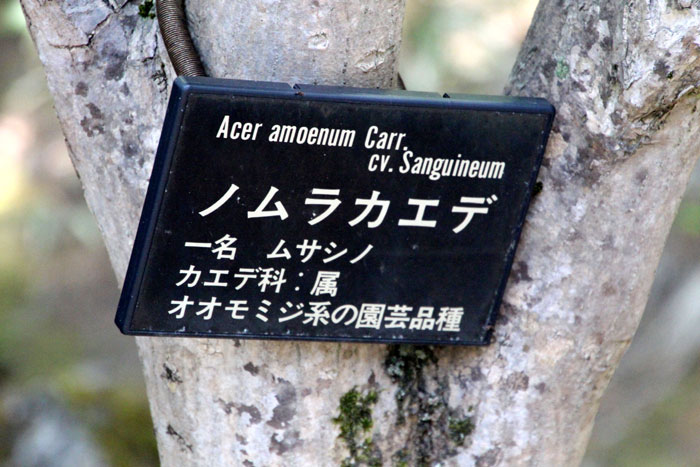 Acer amoenum Carr.
cv. Sanguineum
ノムラカエデ
一名 ムサシノ
カエデ科：属
オオモミジ系の園芸品種